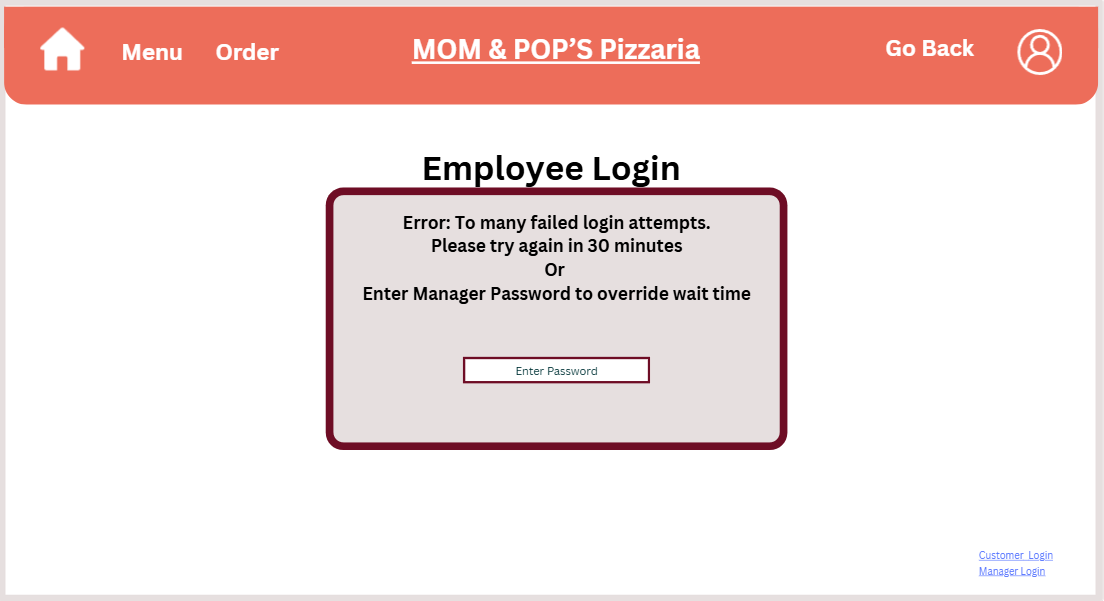 Menu Order MOM & POP’S Pizzaria Go Back
Employee Login
Error: To many failed login attempts.
Please try again in 30 minutes
Or
Enter Manager Password to override wait time
Enter Password
Customer Login
Manager Login